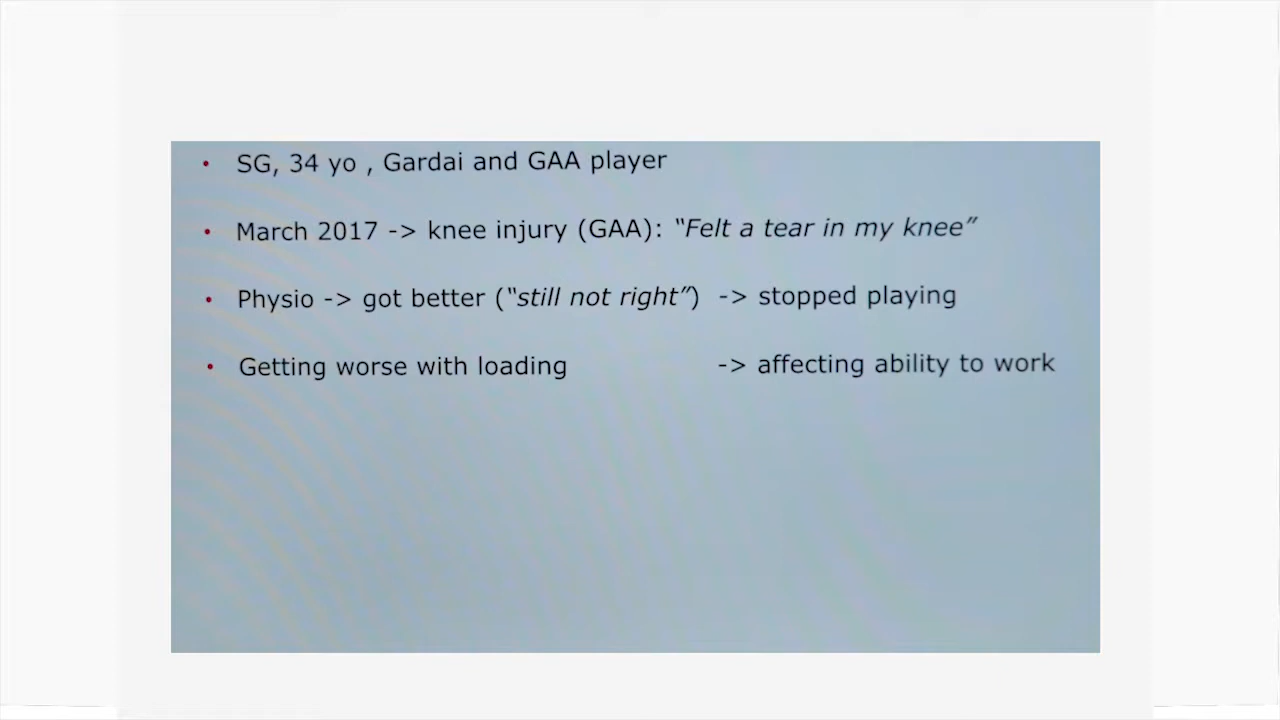 • SG, 34 yo , Gardai and GAA player
• March 2017 -> knee injury (GAA): “Felt a tear in my knee”
• Physio -> got better (“still not right”) -> stopped playing
• Getting worse with loading -> affecting ability to work